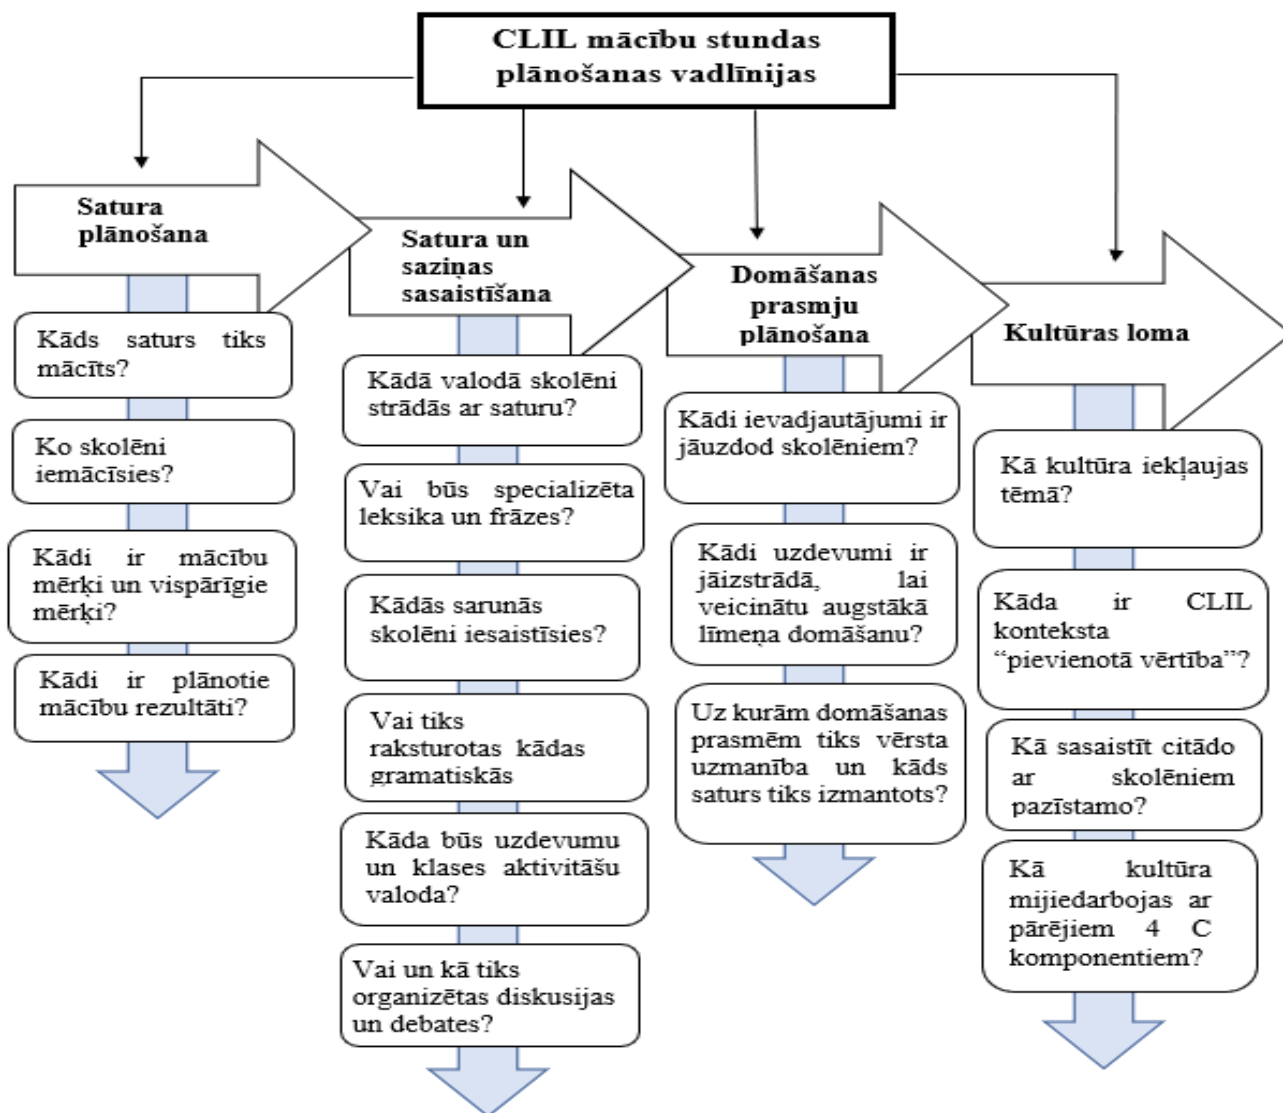 CLIL mācību stundas
plānošanas vadlīnijas
Satura
plānošana
Kāds saturs tiks
mācīts?
Ko skolēni
iemācīsies?
Kādi ir mācību
mērķi un vispārīgie
mērķi?
Kādi ir plānotie
mācību rezultāti?
Satura un
saziņas
sasaistīšana
Kādā valodā skolēni
strādās ar saturu?
Vai būs specializēta
leksika un frāzes?
Kādās sarunās
skolēni iesaistīsies?
Vai tiks
raksturotas kādas
gramatiskās
Kāda būs uzdevumu
un klases aktivitāšu
valoda?
Vai un kā tiks
organizētas diskusijas
un debates?
Domāšanas
prasmju
plānošana
Kādi ievadjautājumi ir
jāuzdod skolēniem?
Kādi uzdevumi ir
jāizstrādā, lai
veicinātu augstākā
līmeņa domāšanu?
Uz kurām domāšanas
prasmēm tiks vērsta
uzmanība un kāds
saturs tiks izmantots?
Kultūras loma
Kā kultūra iekļaujas
tēmā?
Kāda ir CLIL
konteksta
“pievienotā vērtība”?
Kā sasaistīt citādo
ar skolēniem
pazīstamo?
Kā kultūra
mijiedarbojas ar
pārējiem 4 C
komponentiem?